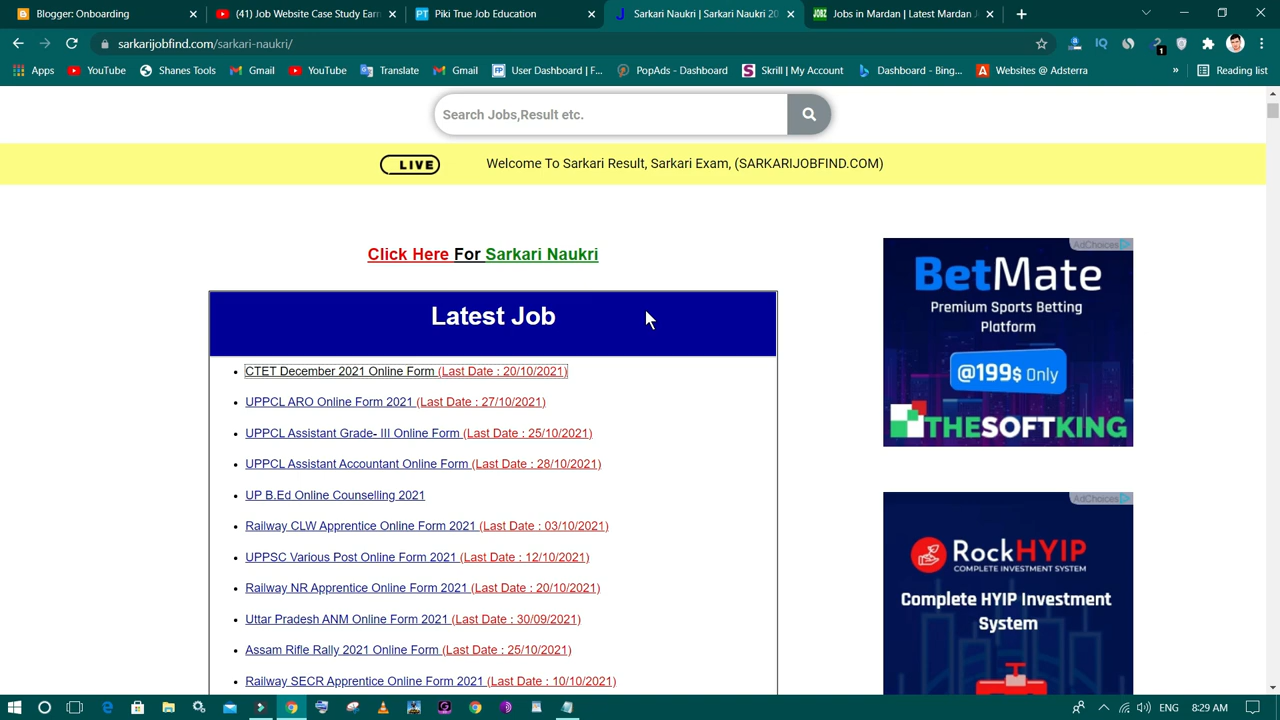 Blogger: Onathing
(41) Job Website Case Study Earn
PT Piki True Job Education
Sarkari Naukri | Sarkari Naukri 20
JOBZ Jobs in Mardan | Latest Mardan J
sarkarijobfind.com/sarkari-naukri/
IQ
1
Apps
YouTube
Shanes Tools
Gmail
YouTube
Translate
Gmail
FP User Dashboard | F...
PopAds - Dashboard
S Skrill | My Account
Dashboard - Bing...
A Websites @ Adsterra
»
Reading list
Search Jobs,Result etc.
LIVE
Welcome To Sarkari Result, Sarkari Exam, (SARKARIJOBFIND.COM)
Click Here For Sarkari Naukri
Latest Job
CTET December 2021 Online Form (Last Date : 20/10/2021)
UPPCL ARO Online Form 2021 (Last Date : 27/10/2021)
UPPCL Assistant Grade- III Online Form (Last Date : 25/10/2021)
UPPCL Assistant Accountant Online Form (Last Date : 28/10/2021)
UP B.Ed Online Counselling 2021
Railway CLW Apprentice Online Form 2021 (Last Date : 03/10/2021)
UPPSC Various Post Online Form 2021 (Last Date : 12/10/2021)
Railway NR Apprentice Online Form 2021 (Last Date : 20/10/2021)
Uttar Pradesh ANM Online Form 2021 (Last Date : 30/09/2021)
Assam Rifle Rally 2021 Online Form (Last Date : 25/10/2021)
Railway SECR Apprentice Online Form 2021 (Last Date : 10/10/2021)
AdChoices
BetMate
Premium Sports Betting
Platform
@199$ Only
THESOFTKING
AdChoices
RockHYIP
COMPLETE INVESTMENT SYSTEM
Complete HYIP Investment
System
ENG
8:29 AM